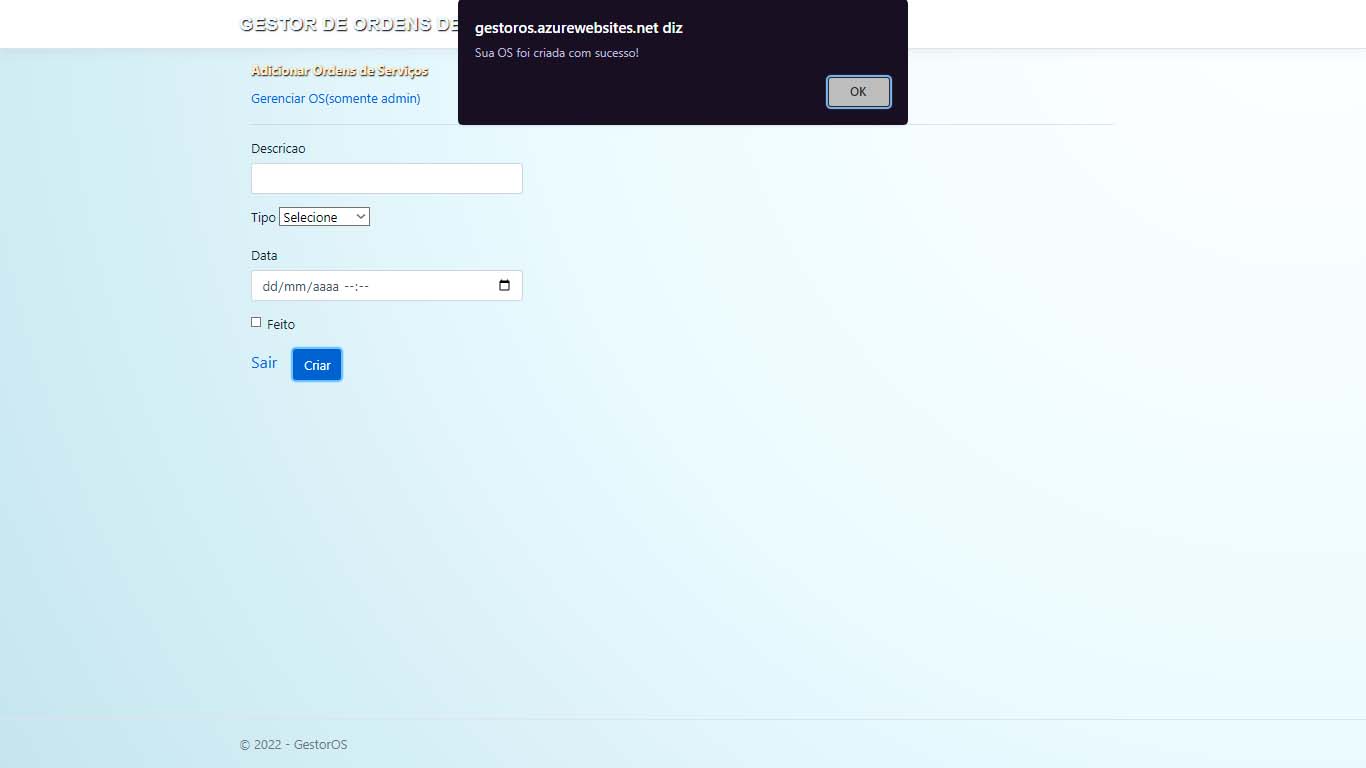 GESTOR DE ORDENS DE
gestoros.azurewebsites.net diz
Sua OS foi criada com sucesso!
OK
Adicionar Ordens de Serviços
Gerenciar OS(somente admin)
Descricao
Tipo Selecione
Data
dd/mm/aaaa --:--
Feito
Sair Criar
© 2022 - GestorOS